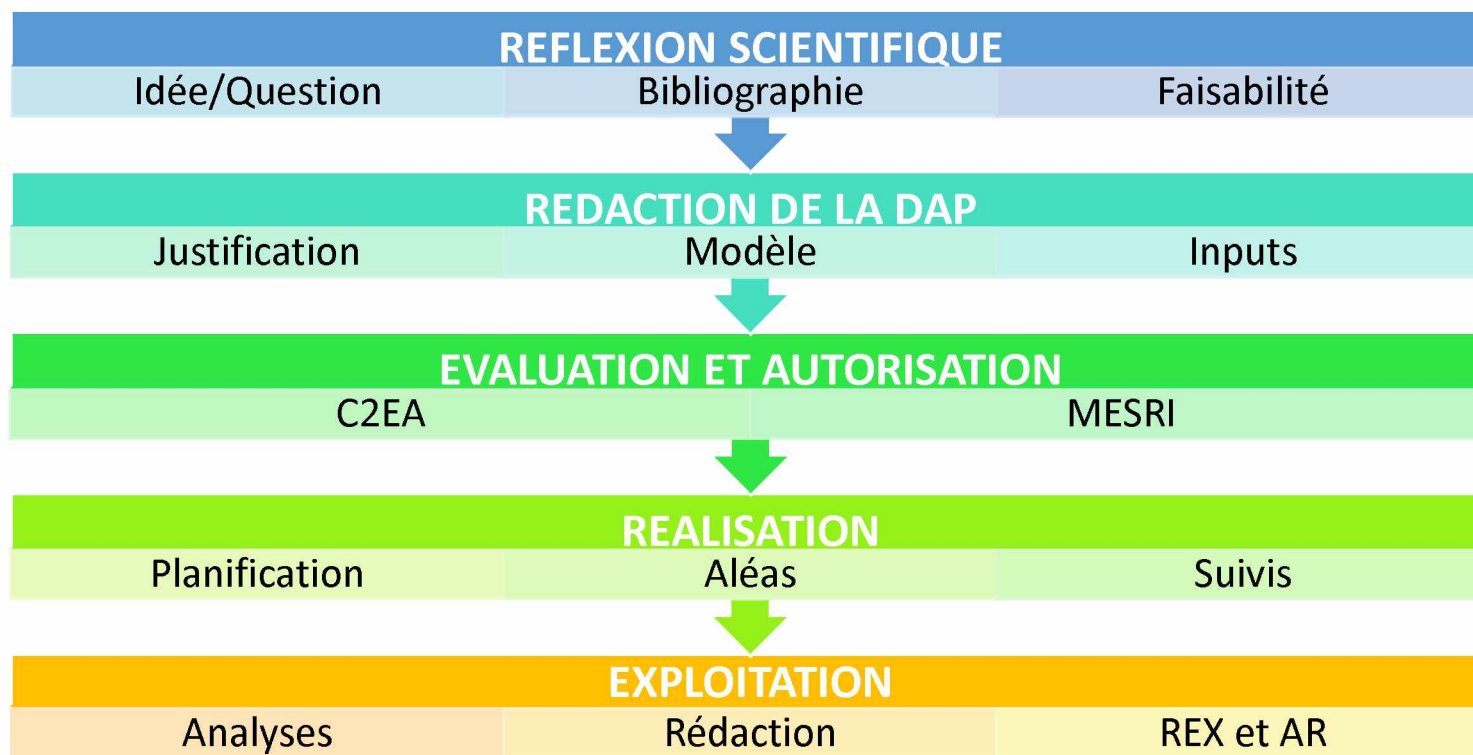 REFLEXION SCIENTIFIQUE
Idée/Question Bibliographie Faisabilité
REDACTION DE LA DAP
Justification Modèle Inputs
EVALUATION ET AUTORISATION
C2EA MESRI
REALISATION
Planification Aléas Suivis
EXPLOITATION
Analyses Rédaction REX et AR